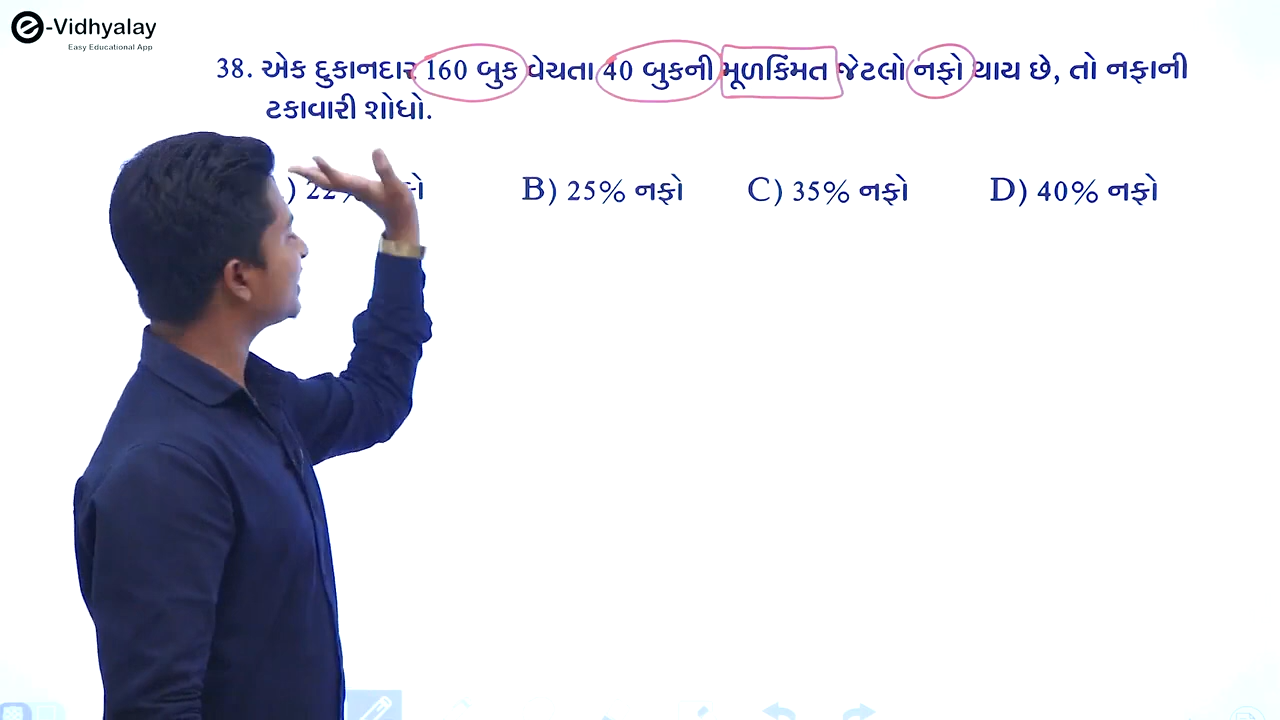 e-Vidhyalay
Easy Educational App
38. એક દુકાનદાર 160 બુક વેચતા 40 બુકની મૂળકિંમત જેટલો નફો થાય છે, તો નફાની
ટકાવારી શોધો.
22% B) 25% નફો C) 35% નફો D) 40% નફો